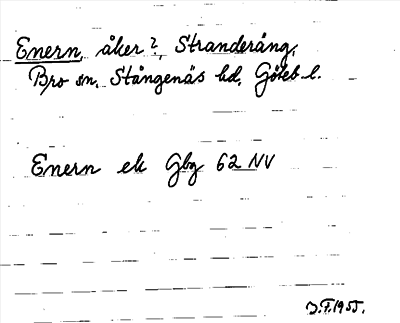 Enern, åker?, Stranderäng,
Bro sn, Stångenäs hd, Göteb l.
Enern ek Gbg 62 NV
J.F. 1955.